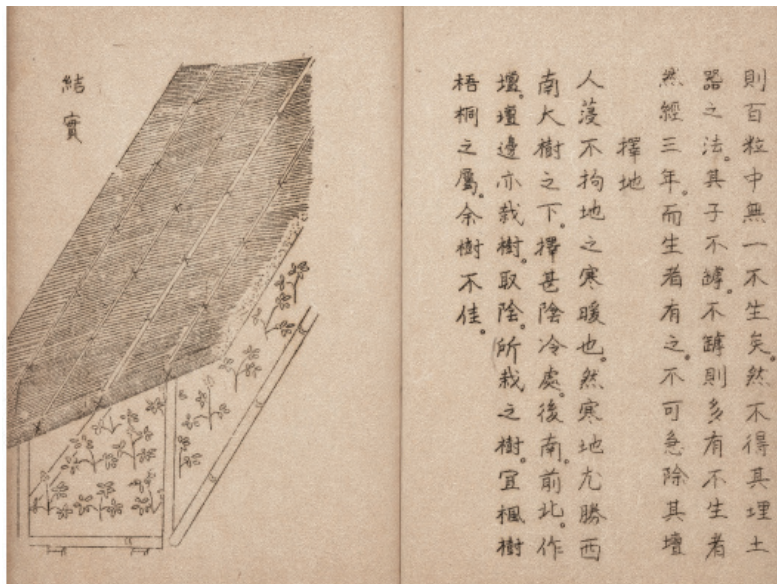 則百粒中無一不生矣。然不得其埋土
器之法。其子不罅。不罅則多有不生者
然經三年。而生者有之。不可急除其壇
擇地
人蓡不拘地之寒暖也。然寒地尤勝西
南大樹之下。擇甚陰冷處。後南。前北。作
壇。壇邊亦栽樹。取陰。所栽之樹。宜楓樹
梧桐之屬。余樹不佳。
結實